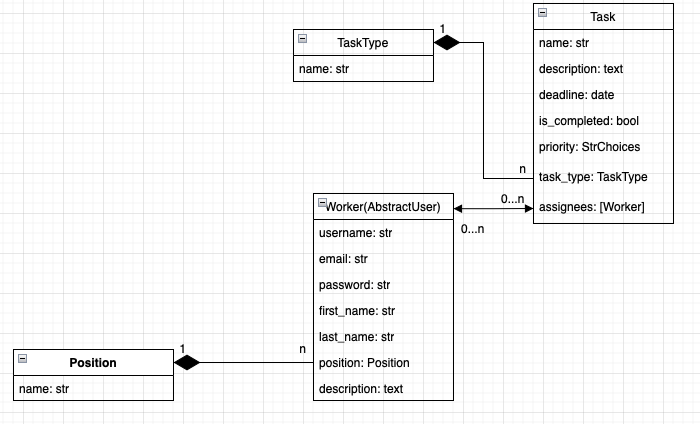 Task
name: str
description: text
deadline: date
is_completed: bool
priority: StrChoices
task_type: TaskType
assignees: [Worker]
1
TaskType
name: str
n
0...n
0...n
Worker(AbstractUser)
username: str
email: str
password: str
first_name: str
last_name: str
position: Position
description: text
1
n
Position
name: str